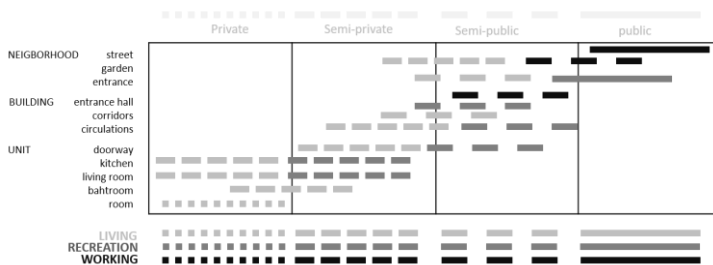 Private Semi-private Semi-public public
NEIGBORHOOD street
garden
entrance
BUILDING entrance hall
corridors
circulations
UNIT doorway
kitchen
living room
bahtroom
room
LIVING
RECREATION
WORKING